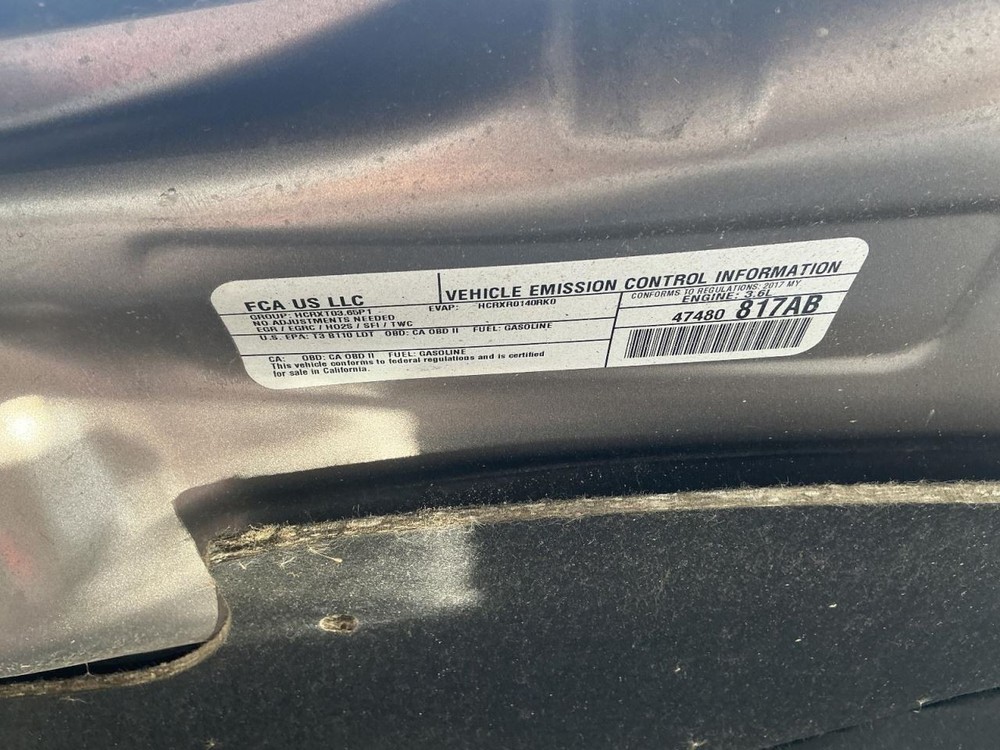 FCA US LLC
VEHICLE EMISSION CONTROL INFORMATION
GROUP: HCRXT03.65P1
EVAP: HCRXR0140RK0
NO ADJUSTMENTS NEEDED
EGR / EGRC / HO2S / SFI / TWC
U.S. EPA: T3 B110 LDT OBD: CA OBD II FUEL: GASOLINE
CA: OBD: CA OBD II FUEL: GASOLINE
This vehicle conforms to federal regulations and is certified
for sale in California.
CONFORMS TO REGULATIONS: 2017 MY
ENGINE: 3.6L
47480 817AB